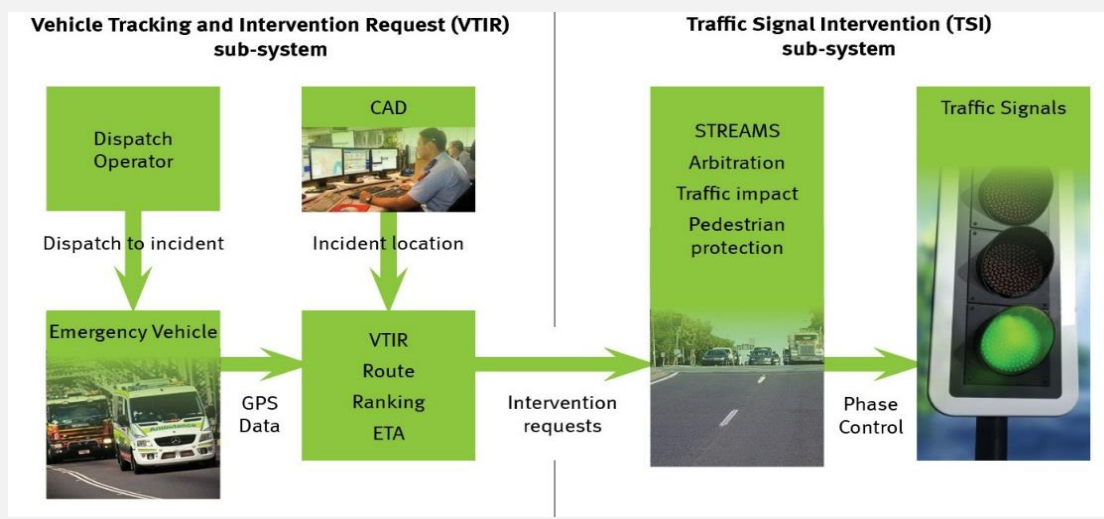 Vehicle Tracking and Intervention Request (VTIR)
sub-system
Traffic Signal Intervention (TSI)
sub-system
Dispatch
Operator
CAD
STREAMS
Arbitration
Traffic impact
Pedestrian
protection
Traffic Signals
Dispatch to incident
Incident location
Emergency Vehicle
Ambulance
GPS
Data
VTIR
Route
Ranking
ETA
Intervention
requests
Phase
Control